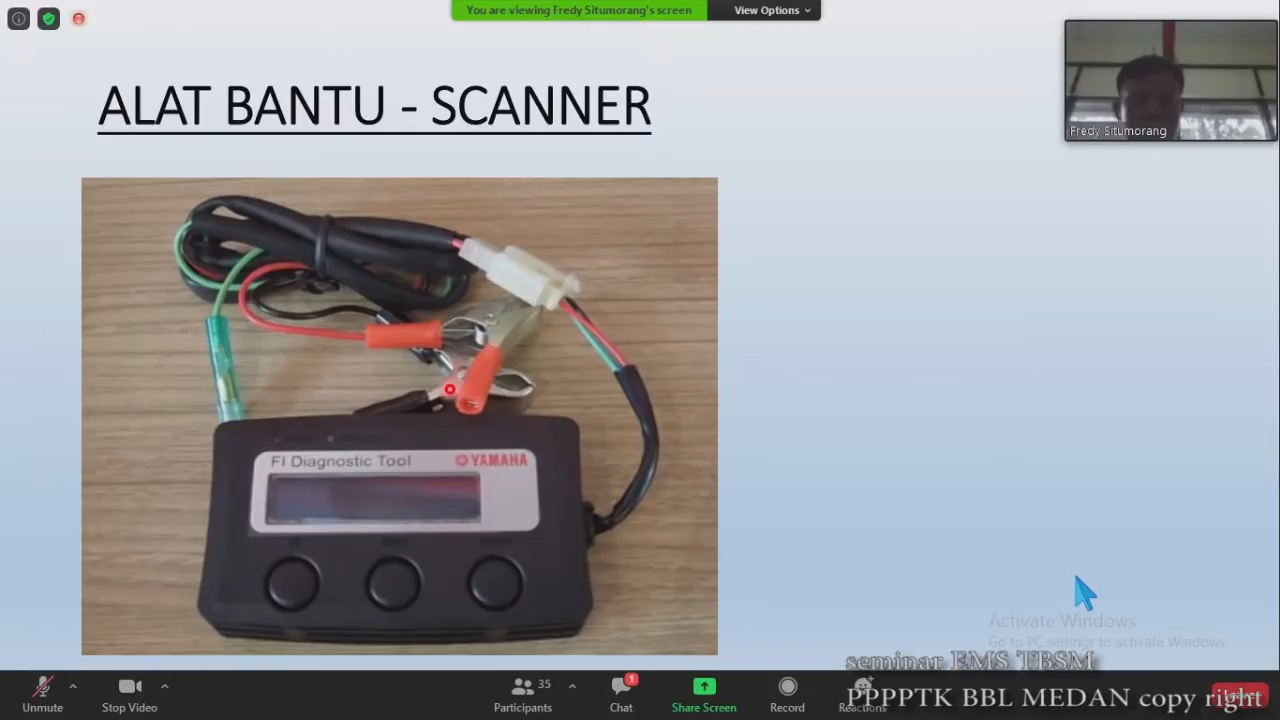 You are viewing Fredy Situmorang's screen
View Options
ALAT BANTU - SCANNER
Fredy Situmorang
FI Diagnostic Tool
YAMAHA
Activate Windows
Go to PC settings to activate Windows.
seminar EMS TBSM
PPPPTK BBL MEDAN copy right
Unmute
Stop Video
35
Participants
1
Chat
Share Screen
Record
Reactions